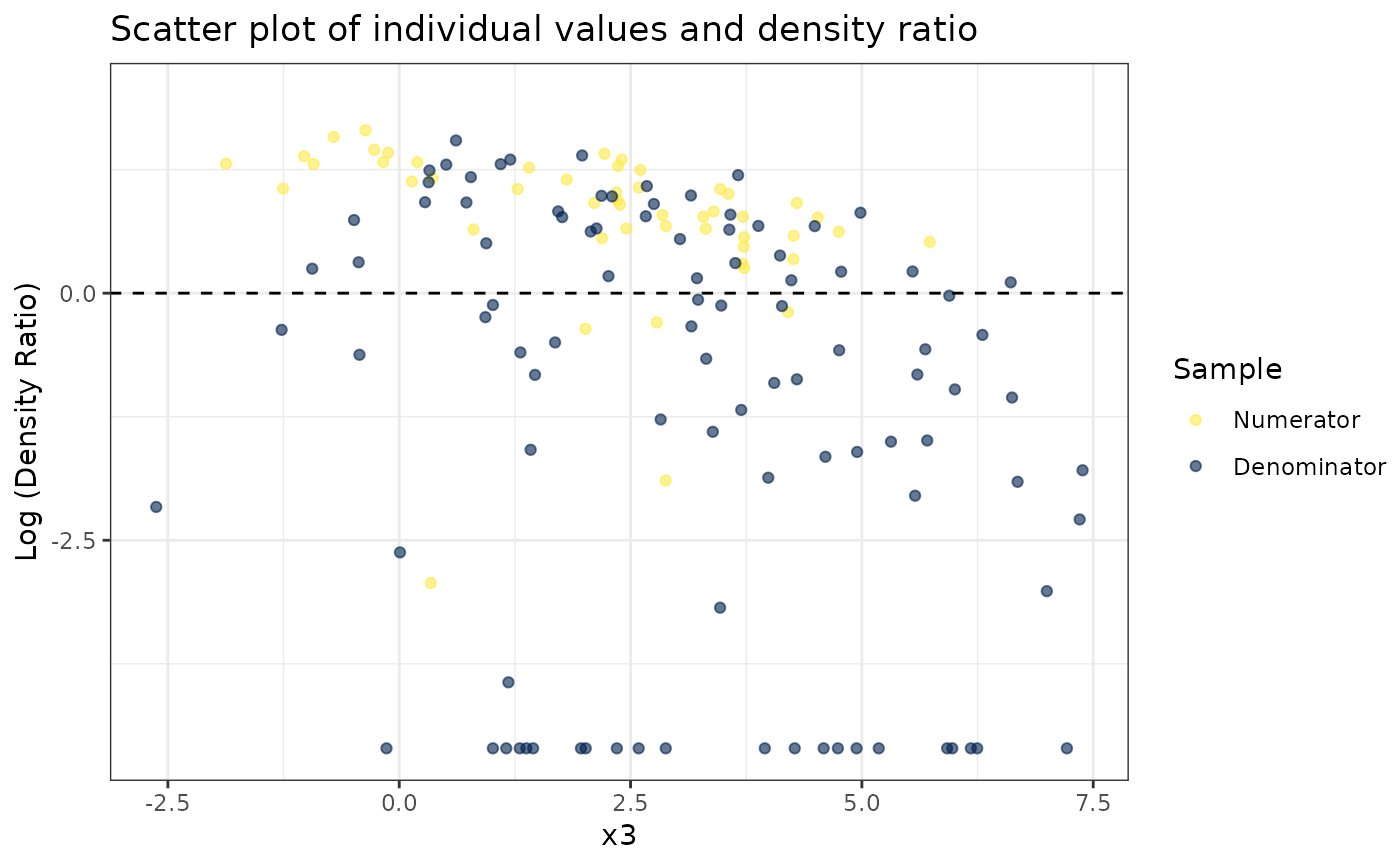 Scatter plot of individual values and density ratio
Log (Density Ratio)
0.0
-2.5
-2.5 0.0 2.5 5.0 7.5
x3
Sample
Numerator
Denominator